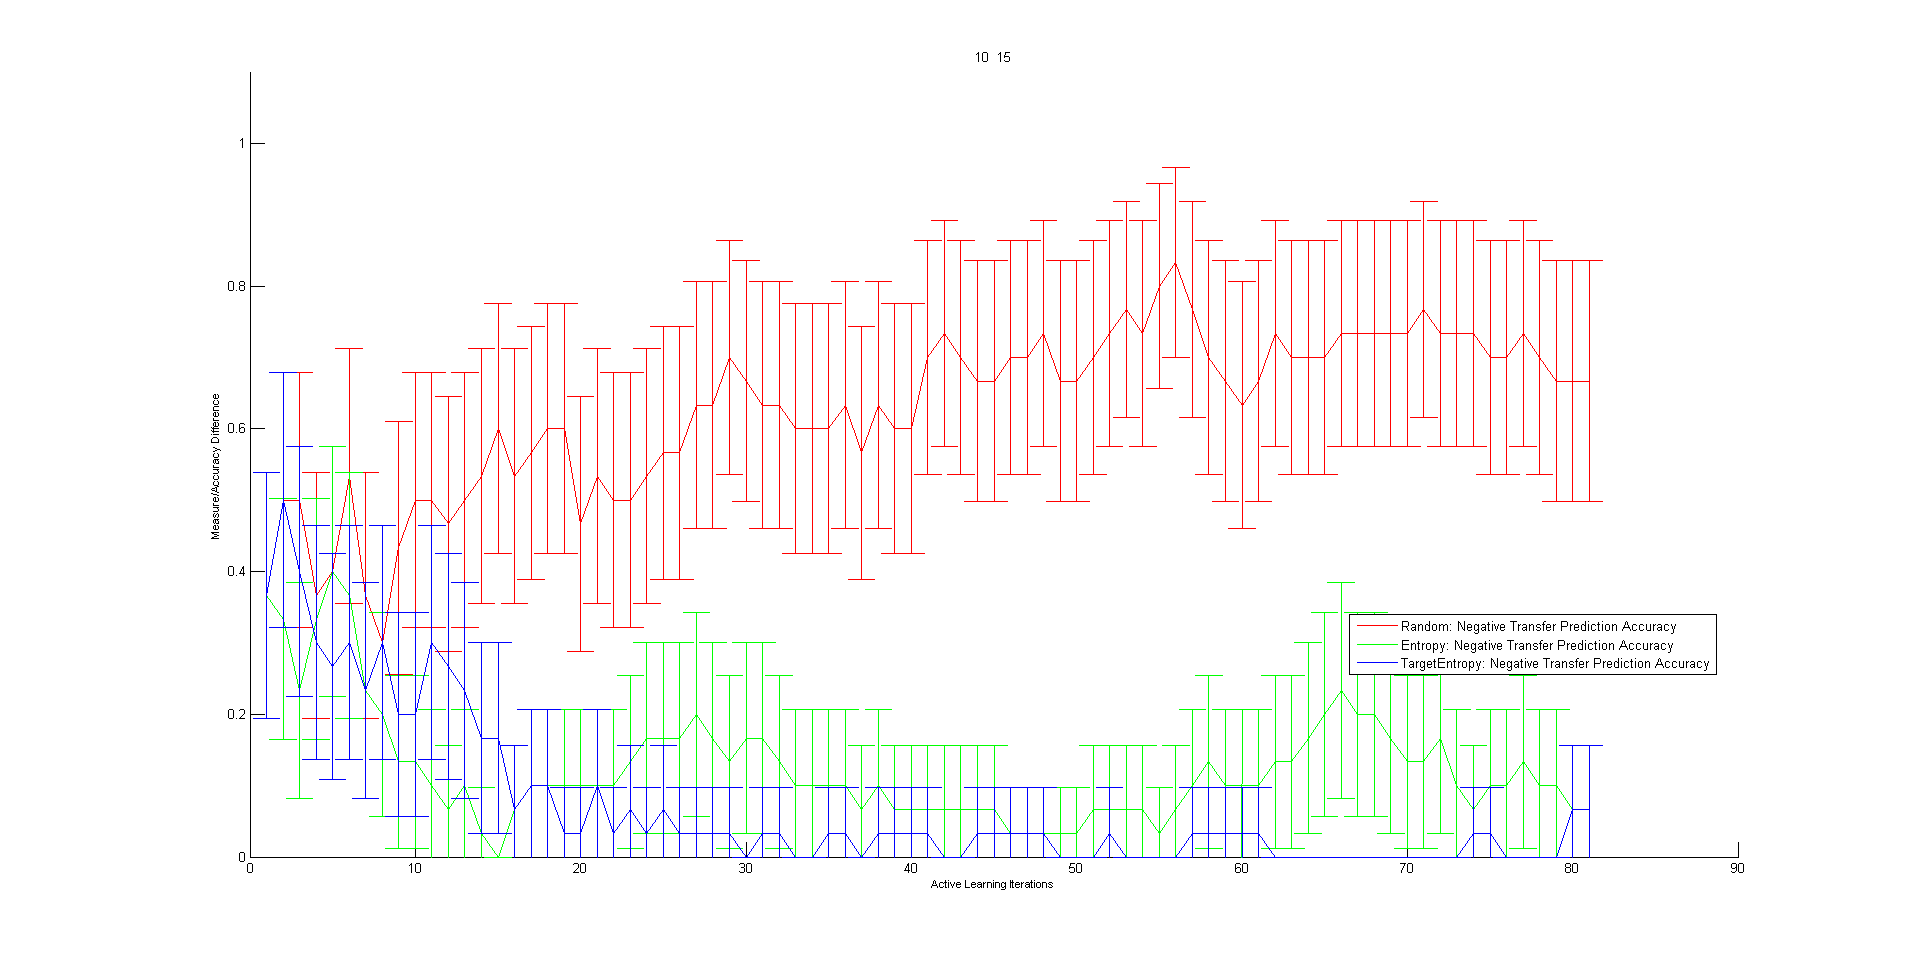 10 15
1
0.8
0.6
0.4
0.2
0
Measure/Accuracy Difference
Random: Negative Transfer Prediction Accuracy
Entropy: Negative Transfer Prediction Accuracy
TargetEntropy: Negative Transfer Prediction Accuracy
0 10 20 30 40 50 60 70 80 90
Active Learning Iterations